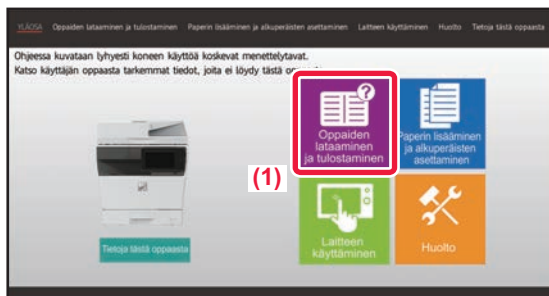 YLÄOSA Oppaiden lataaminen ja tulostaminen Paperin lisääminen ja alkuperäisten asettaminen Laitteen käyttäminen Huolto Tietoja tästä oppaasta
Ohjeessa kuvataan lyhyesti koneen käyttöä koskevat menettelytavat.
Katso käyttäjän oppaasta tarkemmat tiedot, joita ei löydy tästä
Oppaiden
lataaminen
ja tulostaminen
Paperin lisääminen
ja alkuperäisten
asettaminen
(1)
Tietoja tästä oppaasta
Laitteen
käyttäminen
Huolto